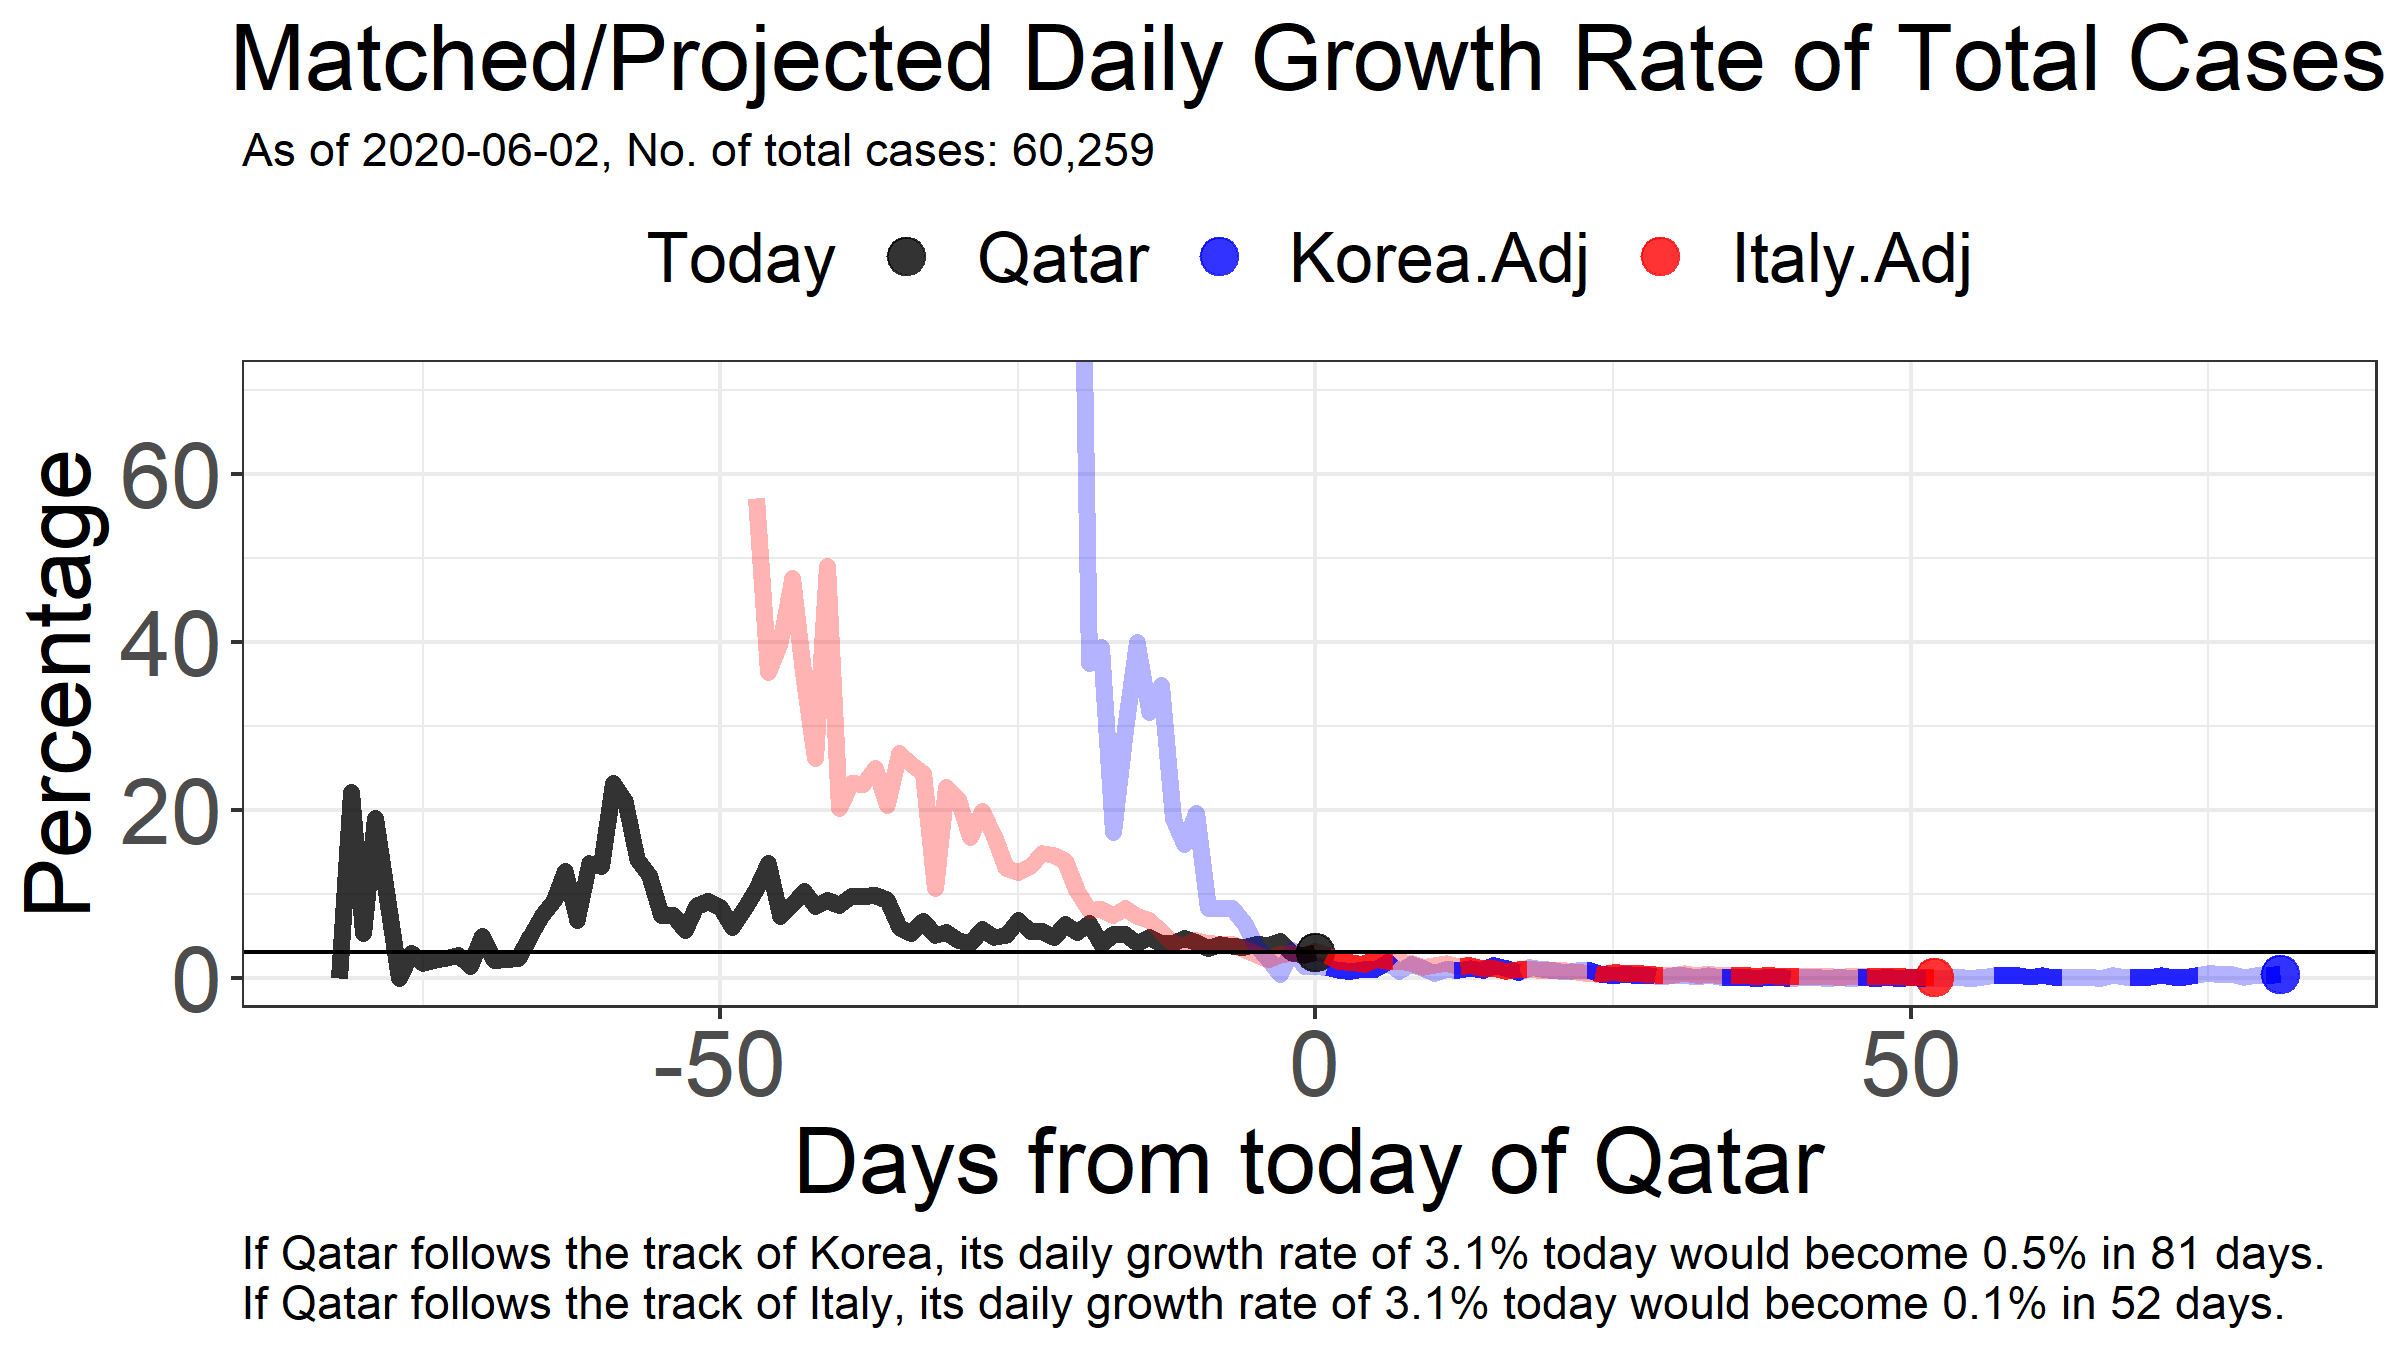 Matched/Projected Daily Growth Rate of Total Cases
As of 2020-06-02, No. of total cases: 60,259
Today Qatar Korea.Adj Italy.Adj
Percentage
60
40
20
0
-50 0 50
Days from today of Qatar
If Qatar follows the track of Korea, its daily growth rate of 3.1% today would become 0.5% in 81 days.
If Qatar follows the track of Italy, its daily growth rate of 3.1% today would become 0.1% in 52 days.